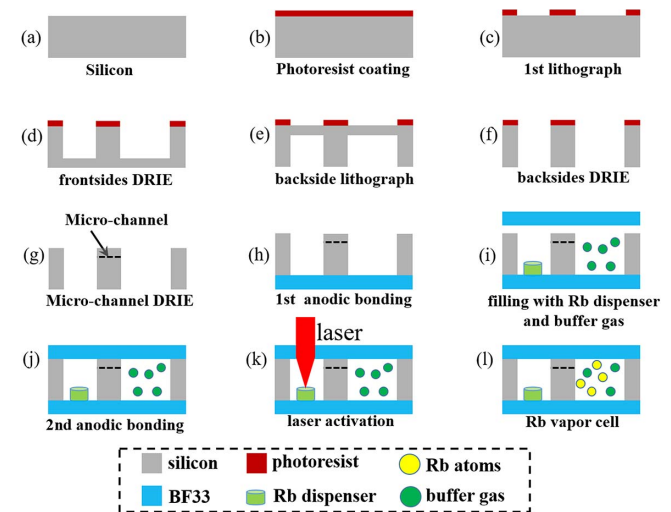 (a)
Silicon
(b)
Photoresist coating
(c)
1st lithograph
(d)
frontsides DRIE
(e)
backside lithograph
(f)
backsides DRIE
(g)
Micro-channel
Micro-channel DRIE
(h)
1st anodic bonding
(i)
filling with Rb dispenser
and buffer gas
(j)
2nd anodic bonding
(k)
laser
laser activation
(l)
Rb vapor cell
silicon
photoresist
Rb atoms
BF33
Rb dispenser
buffer gas